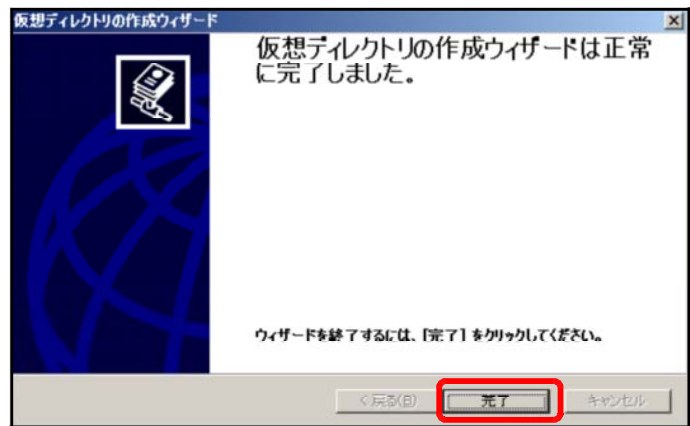 仮想ディレクトリの作成ウィザード
仮想ディレクトリの作成ウィザードは正常
に完了しました。
ウィザードを終了するには、[完了] をクリックしてください。
< 戻る(B)
完了
キャンセル